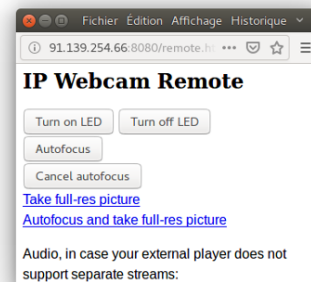 Fichier Édition Affichage Historique
91.139.254.66:8080/remote.h
IP Webcam Remote
Turn on LED Turn off LED
Autofocus
Cancel autofocus
Take full-res picture
Autofocus and take full-res picture
Audio, in case your external player does not
support separate streams: